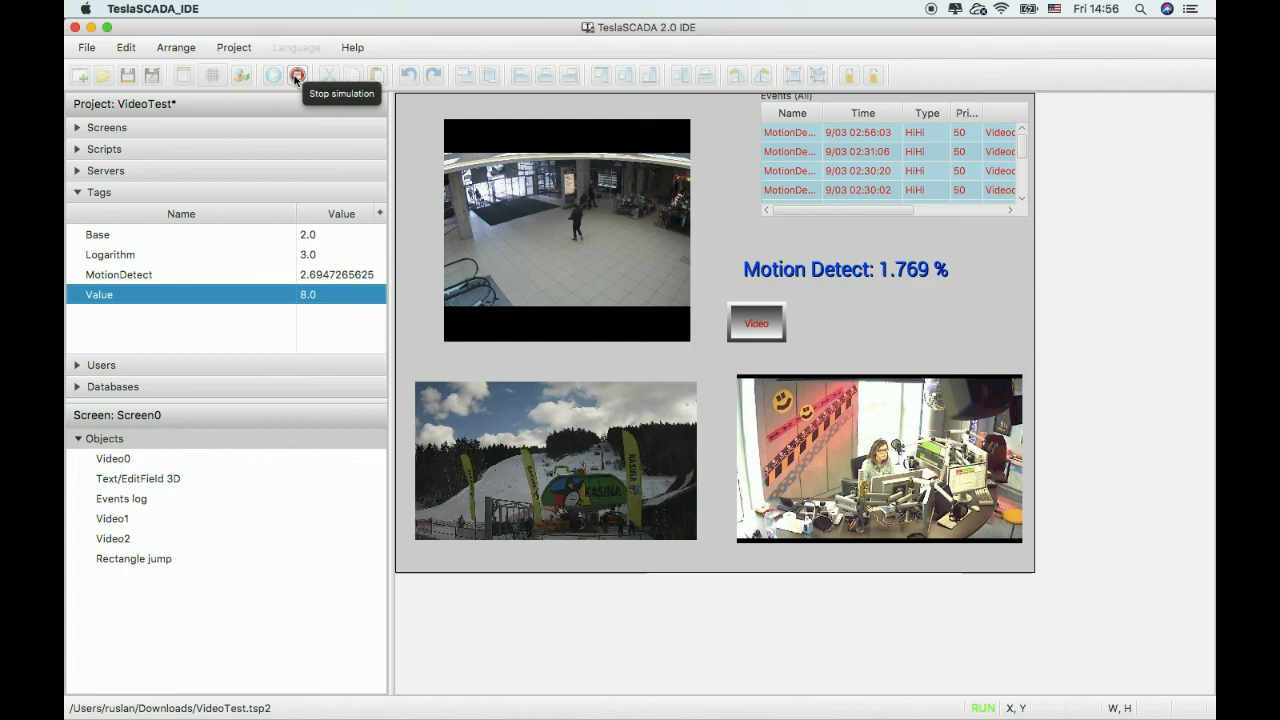 TeslaSCADA_IDE
Fri 14:56
TeslaSCADA 2.0 IDE
File Edit Arrange Project Language Help
Stop simulation
Project: VideoTest*
Screens
Scripts
Servers
Tags
Name Value +
Base 2.0
Logarithm 3.0
MotionDetect 2.6947265625
Value 8.0
Users
Databases
Screen: Screen0
Objects
Video0
Text/EditField 3D
Events log
Video1
Video2
Rectangle jump
Events (All)
Name Time Type Pri...
MotionDe... 9/03 02:56:03 HiHi 50 Videoc
MotionDe... 9/03 02:31:06 HiHi 50 Videoc
MotionDe... 9/03 02:30:20 HiHi 50 Videoc
MotionDe... 9/03 02:30:02 HiHi 50 Videoc
Motion Detect: 1.769 %
Video
KASINA
KASINA
/Users/ruslan/Downloads/VideoTest.tsp2
RUN X, Y W, H